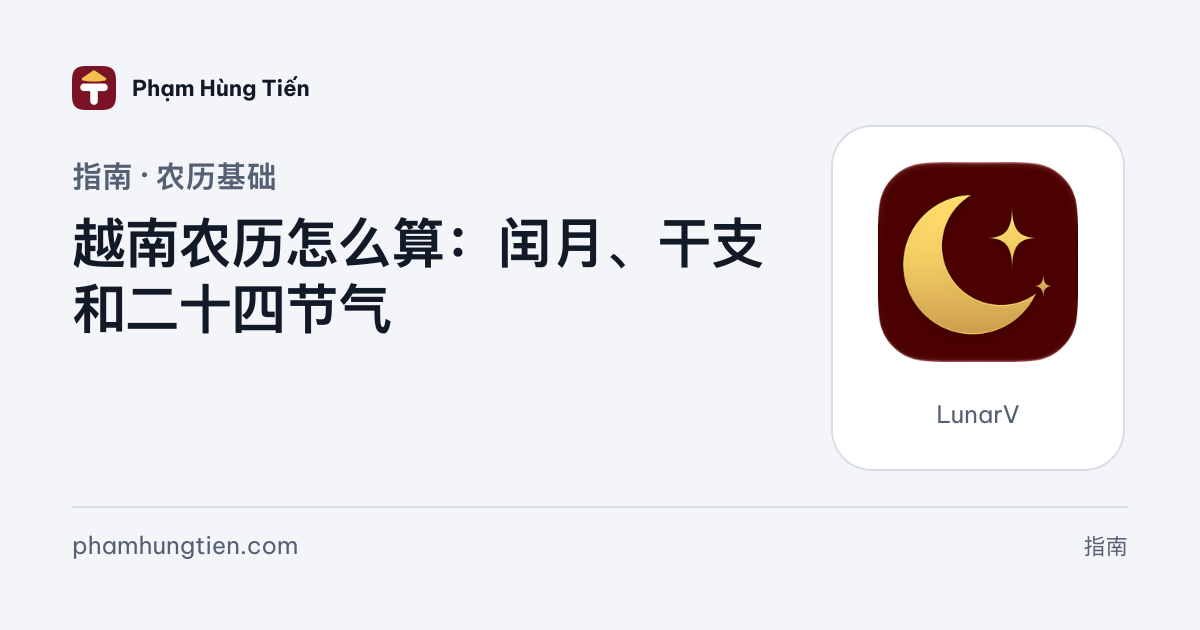 Phạm Hùng Tiến
指南 · 农历基础
越南农历怎么算：闰月、干支
和二十四节气
LunarV
phamhungtien.com
指南